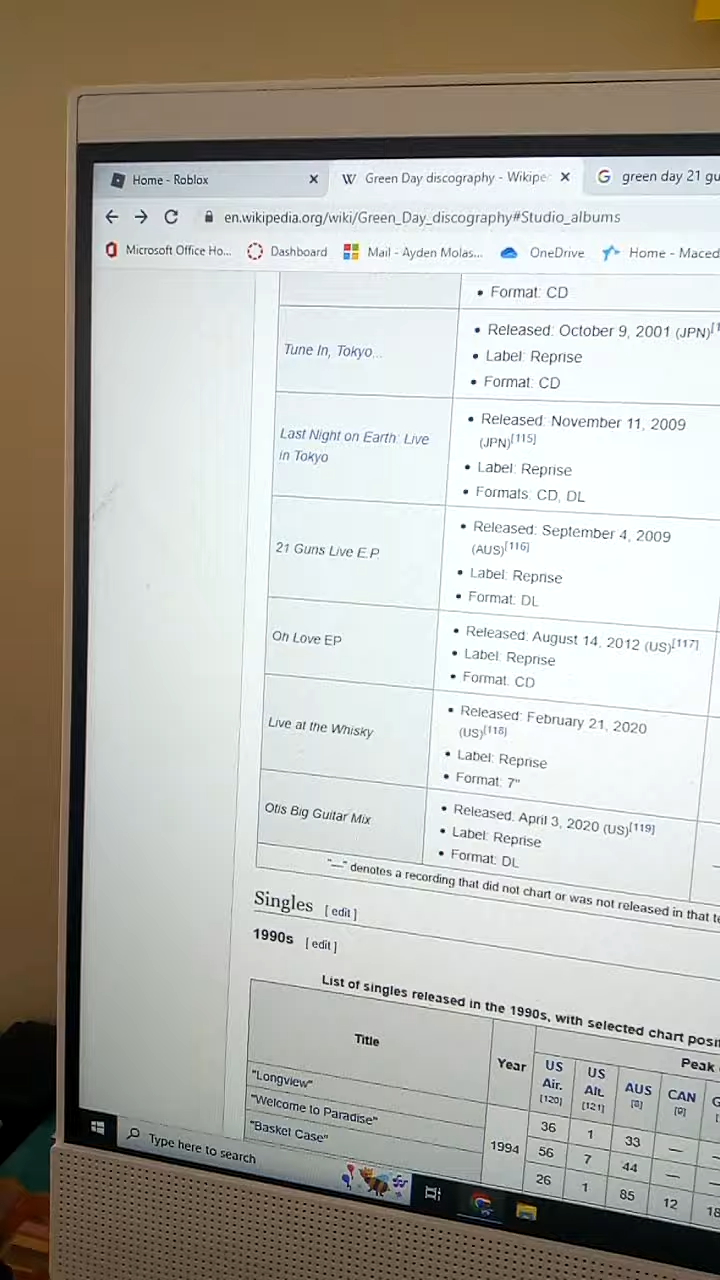 Home - Roblox
Green Day discography - Wikipe
green day 21 gu
en.wikipedia.org/wiki/Green_Day_discography#Studio_albums
Microsoft Office Ho... Dashboard Mail - Ayden Molas... OneDrive Home - Maced
• Format: CD
Tune In, Tokyo...
• Released: October 9, 2001 (JPN)[1
• Label: Reprise
• Format: CD
Last Night on Earth: Live
in Tokyo
• Released: November 11, 2009
(JPN)[115]
• Label: Reprise
• Formats: CD, DL
21 Guns Live E.P.
• Released: September 4, 2009
(AUS)[116]
• Label: Reprise
• Format: DL
Oh Love EP
• Released: August 14, 2012 (US)[117]
• Label: Reprise
• Format: CD
Live at the Whisky
• Released: February 21, 2020
(US)[118]
• Label: Reprise
• Format: 7"
Otis Big Guitar Mix
• Released: April 3, 2020 (US)[119]
• Label: Reprise
• Format: DL
"—" denotes a recording that did not chart or was not released in that te
Singles [ edit ]
1990s [ edit ]
List of singles released in the 1990s, with selected chart posit
Title
Year
Peak
US
Air.
[120]
US
Alt.
[121]
AUS
[8]
CAN
[9]
G
"Longview"
1994
36 1 33 —
"Welcome to Paradise"
56 7 44 —
"Basket Case"
26 1 85 12 18
Type here to search